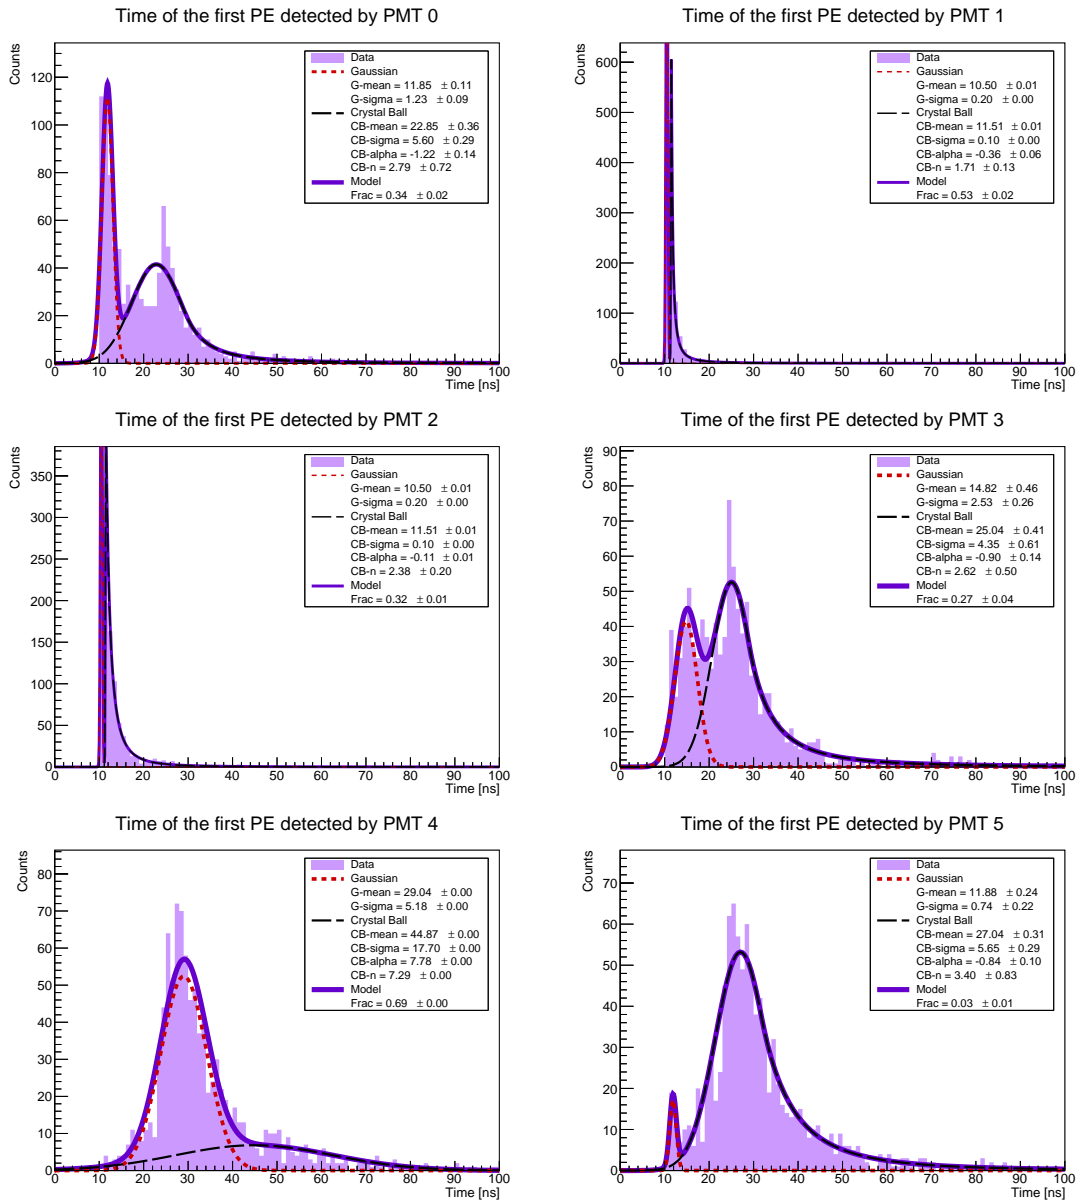 Time of the first PE detected by PMT 0
Counts
Data
Gaussian
G-mean = 11.85 ± 0.11
G-sigma = 1.23 ± 0.09
Crystal Ball
CB-mean = 22.85 ± 0.36
CB-sigma = 5.60 ± 0.29
CB-alpha = -1.22 ± 0.14
CB-n = 2.79 ± 0.72
Model
Frac = 0.34 ± 0.02
120
100
80
60
40
20
0
0 10 20 30 40 50 60 70 80 90 100
Time [ns]
Time of the first PE detected by PMT 1
Counts
Data
Gaussian
G-mean = 10.50 ± 0.01
G-sigma = 0.20 ± 0.00
Crystal Ball
CB-mean = 11.51 ± 0.01
CB-sigma = 0.10 ± 0.00
CB-alpha = -0.36 ± 0.06
CB-n = 1.71 ± 0.13
Model
Frac = 0.53 ± 0.02
600
500
400
300
200
100
0
0 10 20 30 40 50 60 70 80 90 100
Time [ns]
Time of the first PE detected by PMT 2
Counts
Data
Gaussian
G-mean = 10.50 ± 0.01
G-sigma = 0.20 ± 0.00
Crystal Ball
CB-mean = 11.51 ± 0.01
CB-sigma = 0.10 ± 0.00
CB-alpha = -0.11 ± 0.01
CB-n = 2.38 ± 0.20
Model
Frac = 0.32 ± 0.01
350
300
250
200
150
100
50
0
0 10 20 30 40 50 60 70 80 90 100
Time [ns]
Time of the first PE detected by PMT 3
Counts
Data
Gaussian
G-mean = 14.82 ± 0.46
G-sigma = 2.53 ± 0.26
Crystal Ball
CB-mean = 25.04 ± 0.41
CB-sigma = 4.35 ± 0.61
CB-alpha = -0.90 ± 0.14
CB-n = 2.62 ± 0.50
Model
Frac = 0.27 ± 0.04
90
80
70
60
50
40
30
20
10
0
0 10 20 30 40 50 60 70 80 90 100
Time [ns]
Time of the first PE detected by PMT 4
Counts
Data
Gaussian
G-mean = 29.04 ± 0.00
G-sigma = 5.18 ± 0.00
Crystal Ball
CB-mean = 44.87 ± 0.00
CB-sigma = 17.70 ± 0.00
CB-alpha = 7.78 ± 0.00
CB-n = 7.29 ± 0.00
Model
Frac = 0.69 ± 0.00
80
70
60
50
40
30
20
10
0
0 10 20 30 40 50 60 70 80 90 100
Time [ns]
Time of the first PE detected by PMT 5
Counts
Data
Gaussian
G-mean = 11.88 ± 0.24
G-sigma = 0.74 ± 0.22
Crystal Ball
CB-mean = 27.04 ± 0.31
CB-sigma = 5.65 ± 0.29
CB-alpha = -0.84 ± 0.10
CB-n = 3.40 ± 0.83
Model
Frac = 0.03 ± 0.01
70
60
50
40
30
20
10
0
0 10 20 30 40 50 60 70 80 90 100
Time [ns]